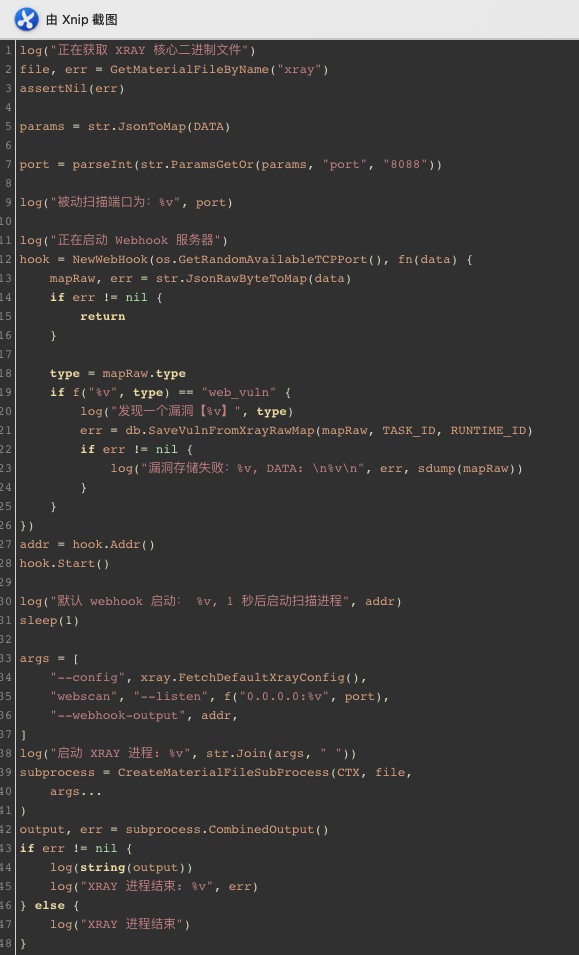 由 Xnip 截图
1 log("正在获取 XRAY 核心二进制文件")
2 file, err = GetMaterialFileByName("xray")
3 assertNil(err)
4
5 params = str.JsonToMap(DATA)
6
7 port = parseInt(str.ParamsGetOr(params, "port", "8088"))
8
9 log("被动扫描端口为: %v", port)
10
11 log("正在启动 Webhook 服务器")
12 hook = NewWebHook(os.GetRandomAvailableTCPPort(), fn(data) {
13     mapRaw, err = str.JsonRawByteToMap(data)
14     if err != nil {
15         return
16     }
17
18     type = mapRaw.type
19     if f("%v", type) == "web_vuln" {
20         log("发现一个漏洞【%v】", type)
21         err = db.SaveVulnFromXrayRawMap(mapRaw, TASK_ID, RUNTIME_ID)
22         if err != nil {
23             log("漏洞存储失败: %v, DATA: \n%v\n", err, sdump(mapRaw))
24         }
25     }
26 })
27 addr = hook.Addr()
28 hook.Start()
29
30 log("默认 webhook 启动: %v, 1 秒后启动扫描进程", addr)
31 sleep(1)
32
33 args = [
34     "--config", xray.FetchDefaultXrayConfig(),
35     "webscan", "--listen", f("0.0.0.0:%v", port),
36     "--webhook-output", addr,
37 ]
38 log("启动 XRAY 进程: %v", str.Join(args, " "))
39 subprocess = CreateMaterialFileSubProcess(CTX, file,
40     args...
41 )
42 output, err = subprocess.CombinedOutput()
43 if err != nil {
44     log(string(output))
45     log("XRAY 进程结束: %v", err)
46 } else {
47     log("XRAY 进程结束")
48 }